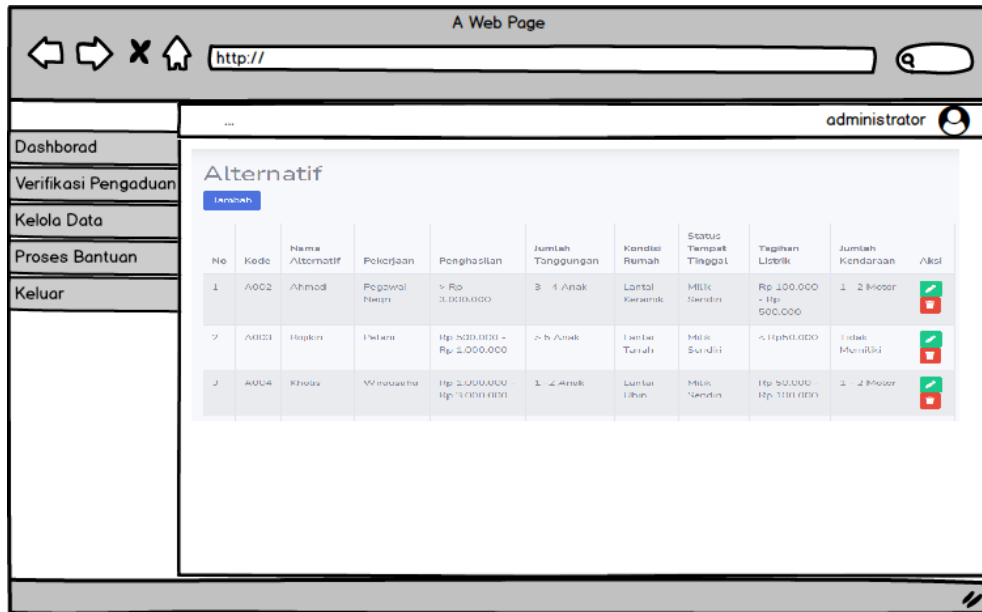 A Web Page
http://
... administrator
Dashborad
Verifikasi Pengaduan
Kelola Data
Proses Bantuan
Keluar
Alternatif
Tambah
No Kode Nama Alternatif Pekerjaan Penghasilan Jumlah Tanggungan Kondisi Rumah Status Tempat Tinggal Tagihan Listrik Jumlah Kendaraan Aksi
1 A002 Ahmad Pegawai Negri > Rp 3.000.000 3 - 4 Anak Lantai Keramik Milik Sendiri Rp 100.000 - Rp 500.000 1 - 2 Motor
2 A003 Petani Rp 500.000 - Rp 1.000.000 > 5 Anak Lantai Tanah Milik Sendiri < Rp50.000 Tidak Memiliki
3 A004 Kholis Wirausaha Rp 1.000.000 - Rp 3.000.000 1 - 2 Anak Lantai Ubin Milik Sendiri Rp 50.000 - Rp 100.000 1 - 2 Motor